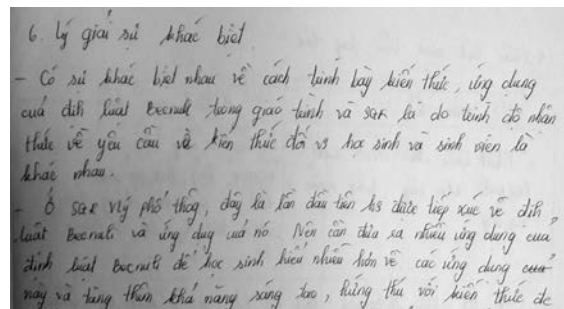 6. Lý giải sự khác biệt
- Có sự khác biệt nhau về cách trình bày kiến thức, ứng dụng
của địh luật Becnuli trong giáo trình và SGK là do trình độ nhận
thức về yêu cầu và kiến thức đối vs học sinh và sinh viên là
khác nhau.
- Ở SGK vlý phổ thôg, đây là lần đầu tiên hs được tiếp xúc về địh
luật Becnuli và ứng dụg của nó. Nên cần đưa ra nhiều ứng dụng của
định luật Becnuli để học sinh hiểu nhiều hơn về các ứng dụng
này và tăng thêm khả năng sáng tạo, hứng thú với kiến thức